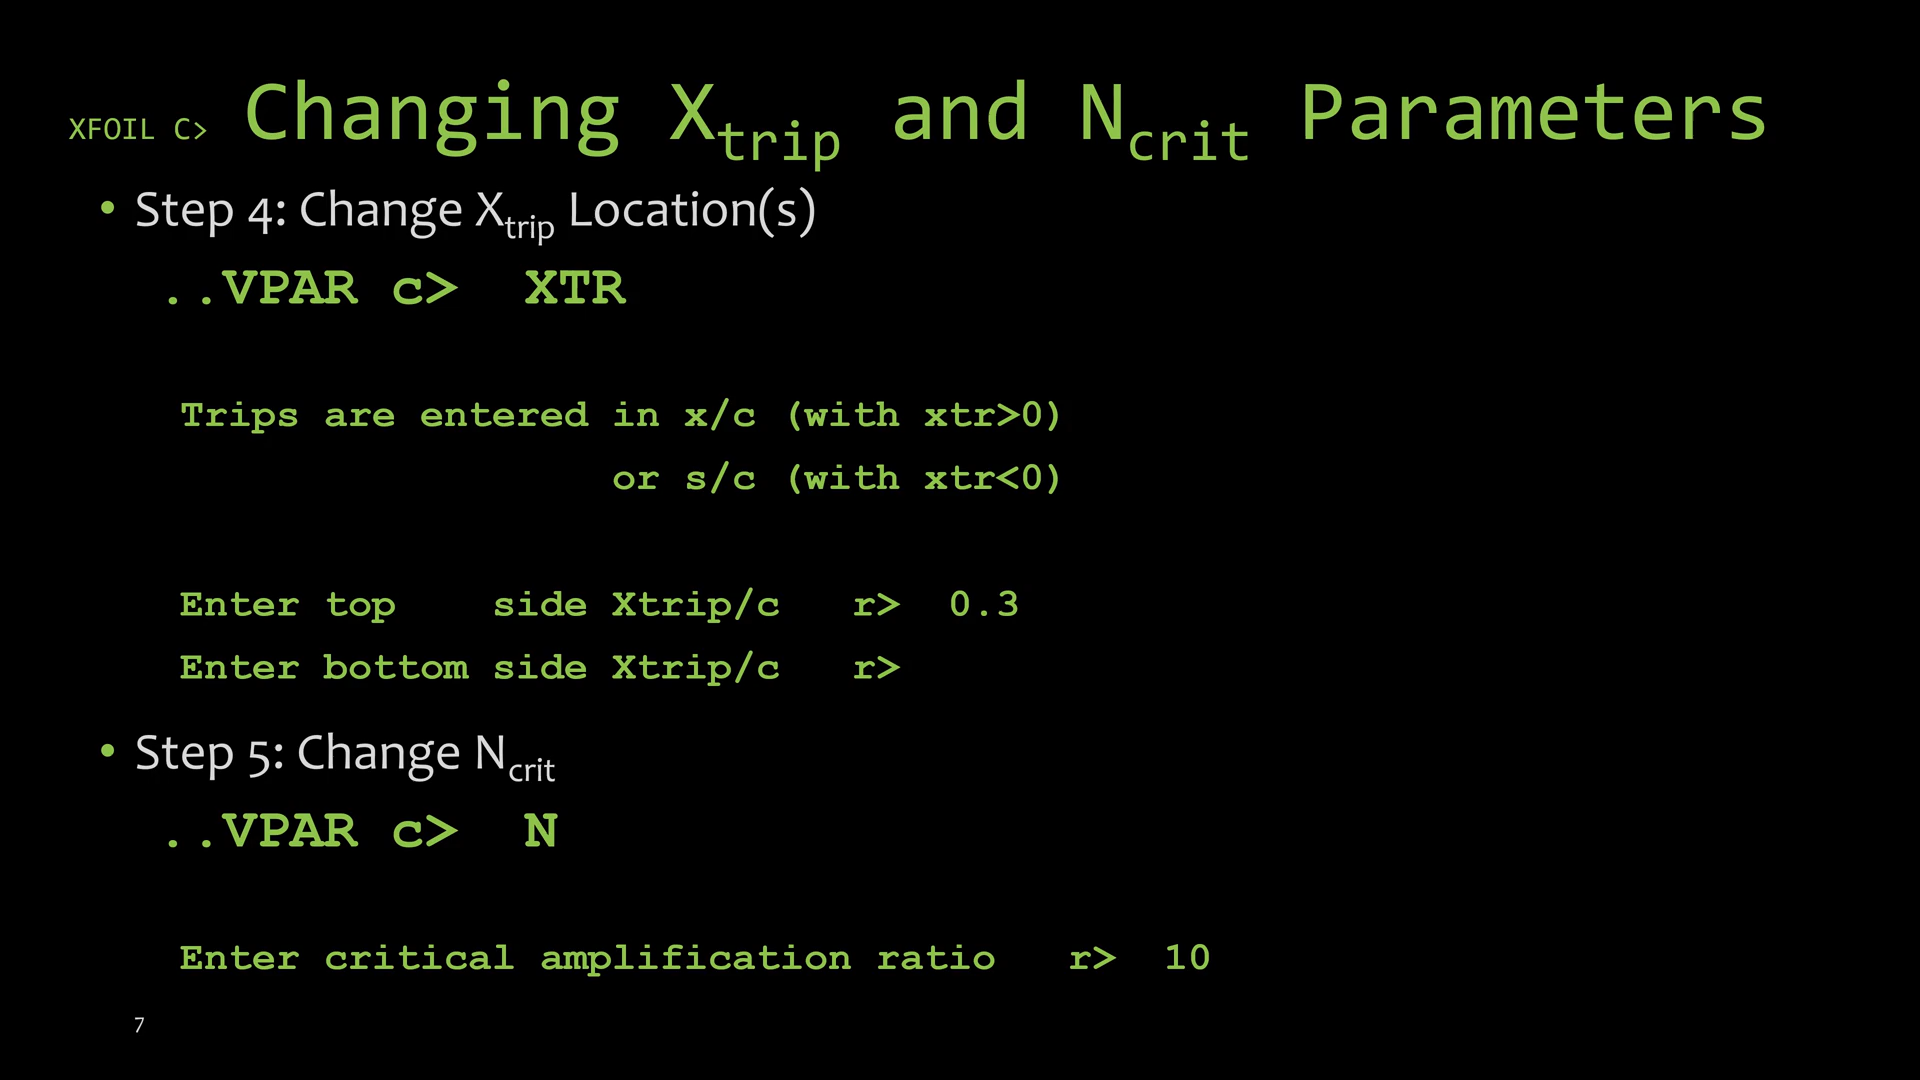 XFOIL C> Changing Xtrip and Ncrit Parameters
• Step 4: Change Xtrip Location(s)
..VPAR c>  XTR
Trips are entered in x/c (with xtr>0)
or s/c (with xtr<0)
Enter top    side Xtrip/c   r>  0.3
Enter bottom side Xtrip/c   r>
• Step 5: Change Ncrit
..VPAR c>  N
Enter critical amplification ratio   r>  10
7